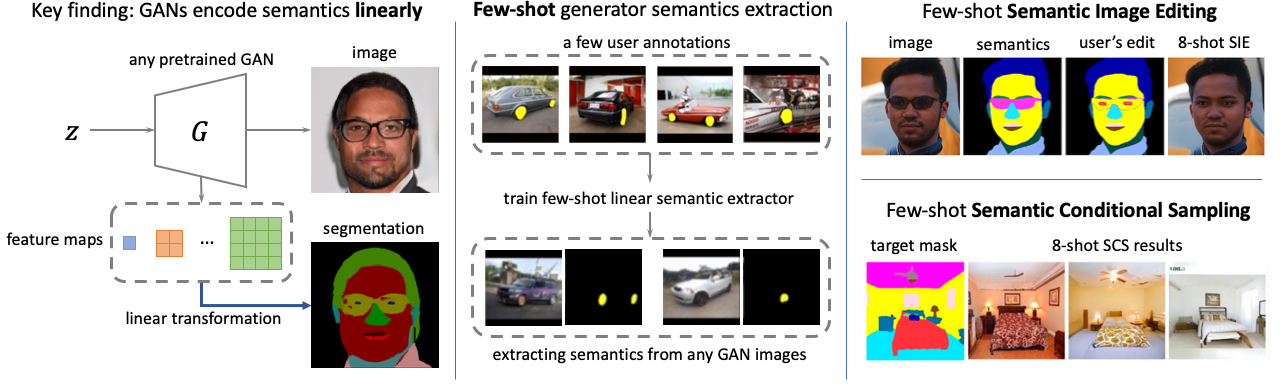 Key finding: GANs encode semantics linearly
any pretrained GAN
image
z
G
feature maps
...
segmentation
linear transformation
Few-shot generator semantics extraction
a few user annotations
train few-shot linear semantic extractor
extracting semantics from any GAN images
Few-shot Semantic Image Editing
image
semantics
user's edit
8-shot SIE
Few-shot Semantic Conditional Sampling
target mask
8-shot SCS results